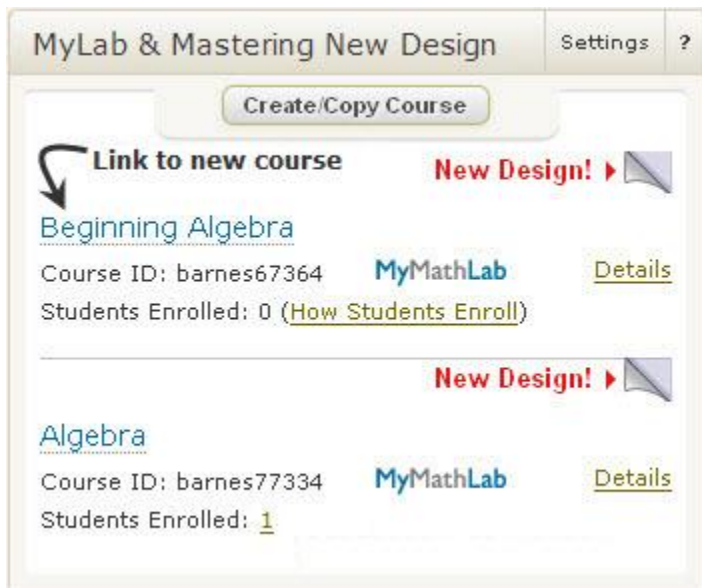 MyLab & Mastering New Design Settings ?
Create/Copy Course
Link to new course
New Design!
Beginning Algebra
Course ID: barnes67364 MyMathLab Details
Students Enrolled: 0 (How Students Enroll)
New Design!
Algebra
Course ID: barnes77334 MyMathLab Details
Students Enrolled: 1